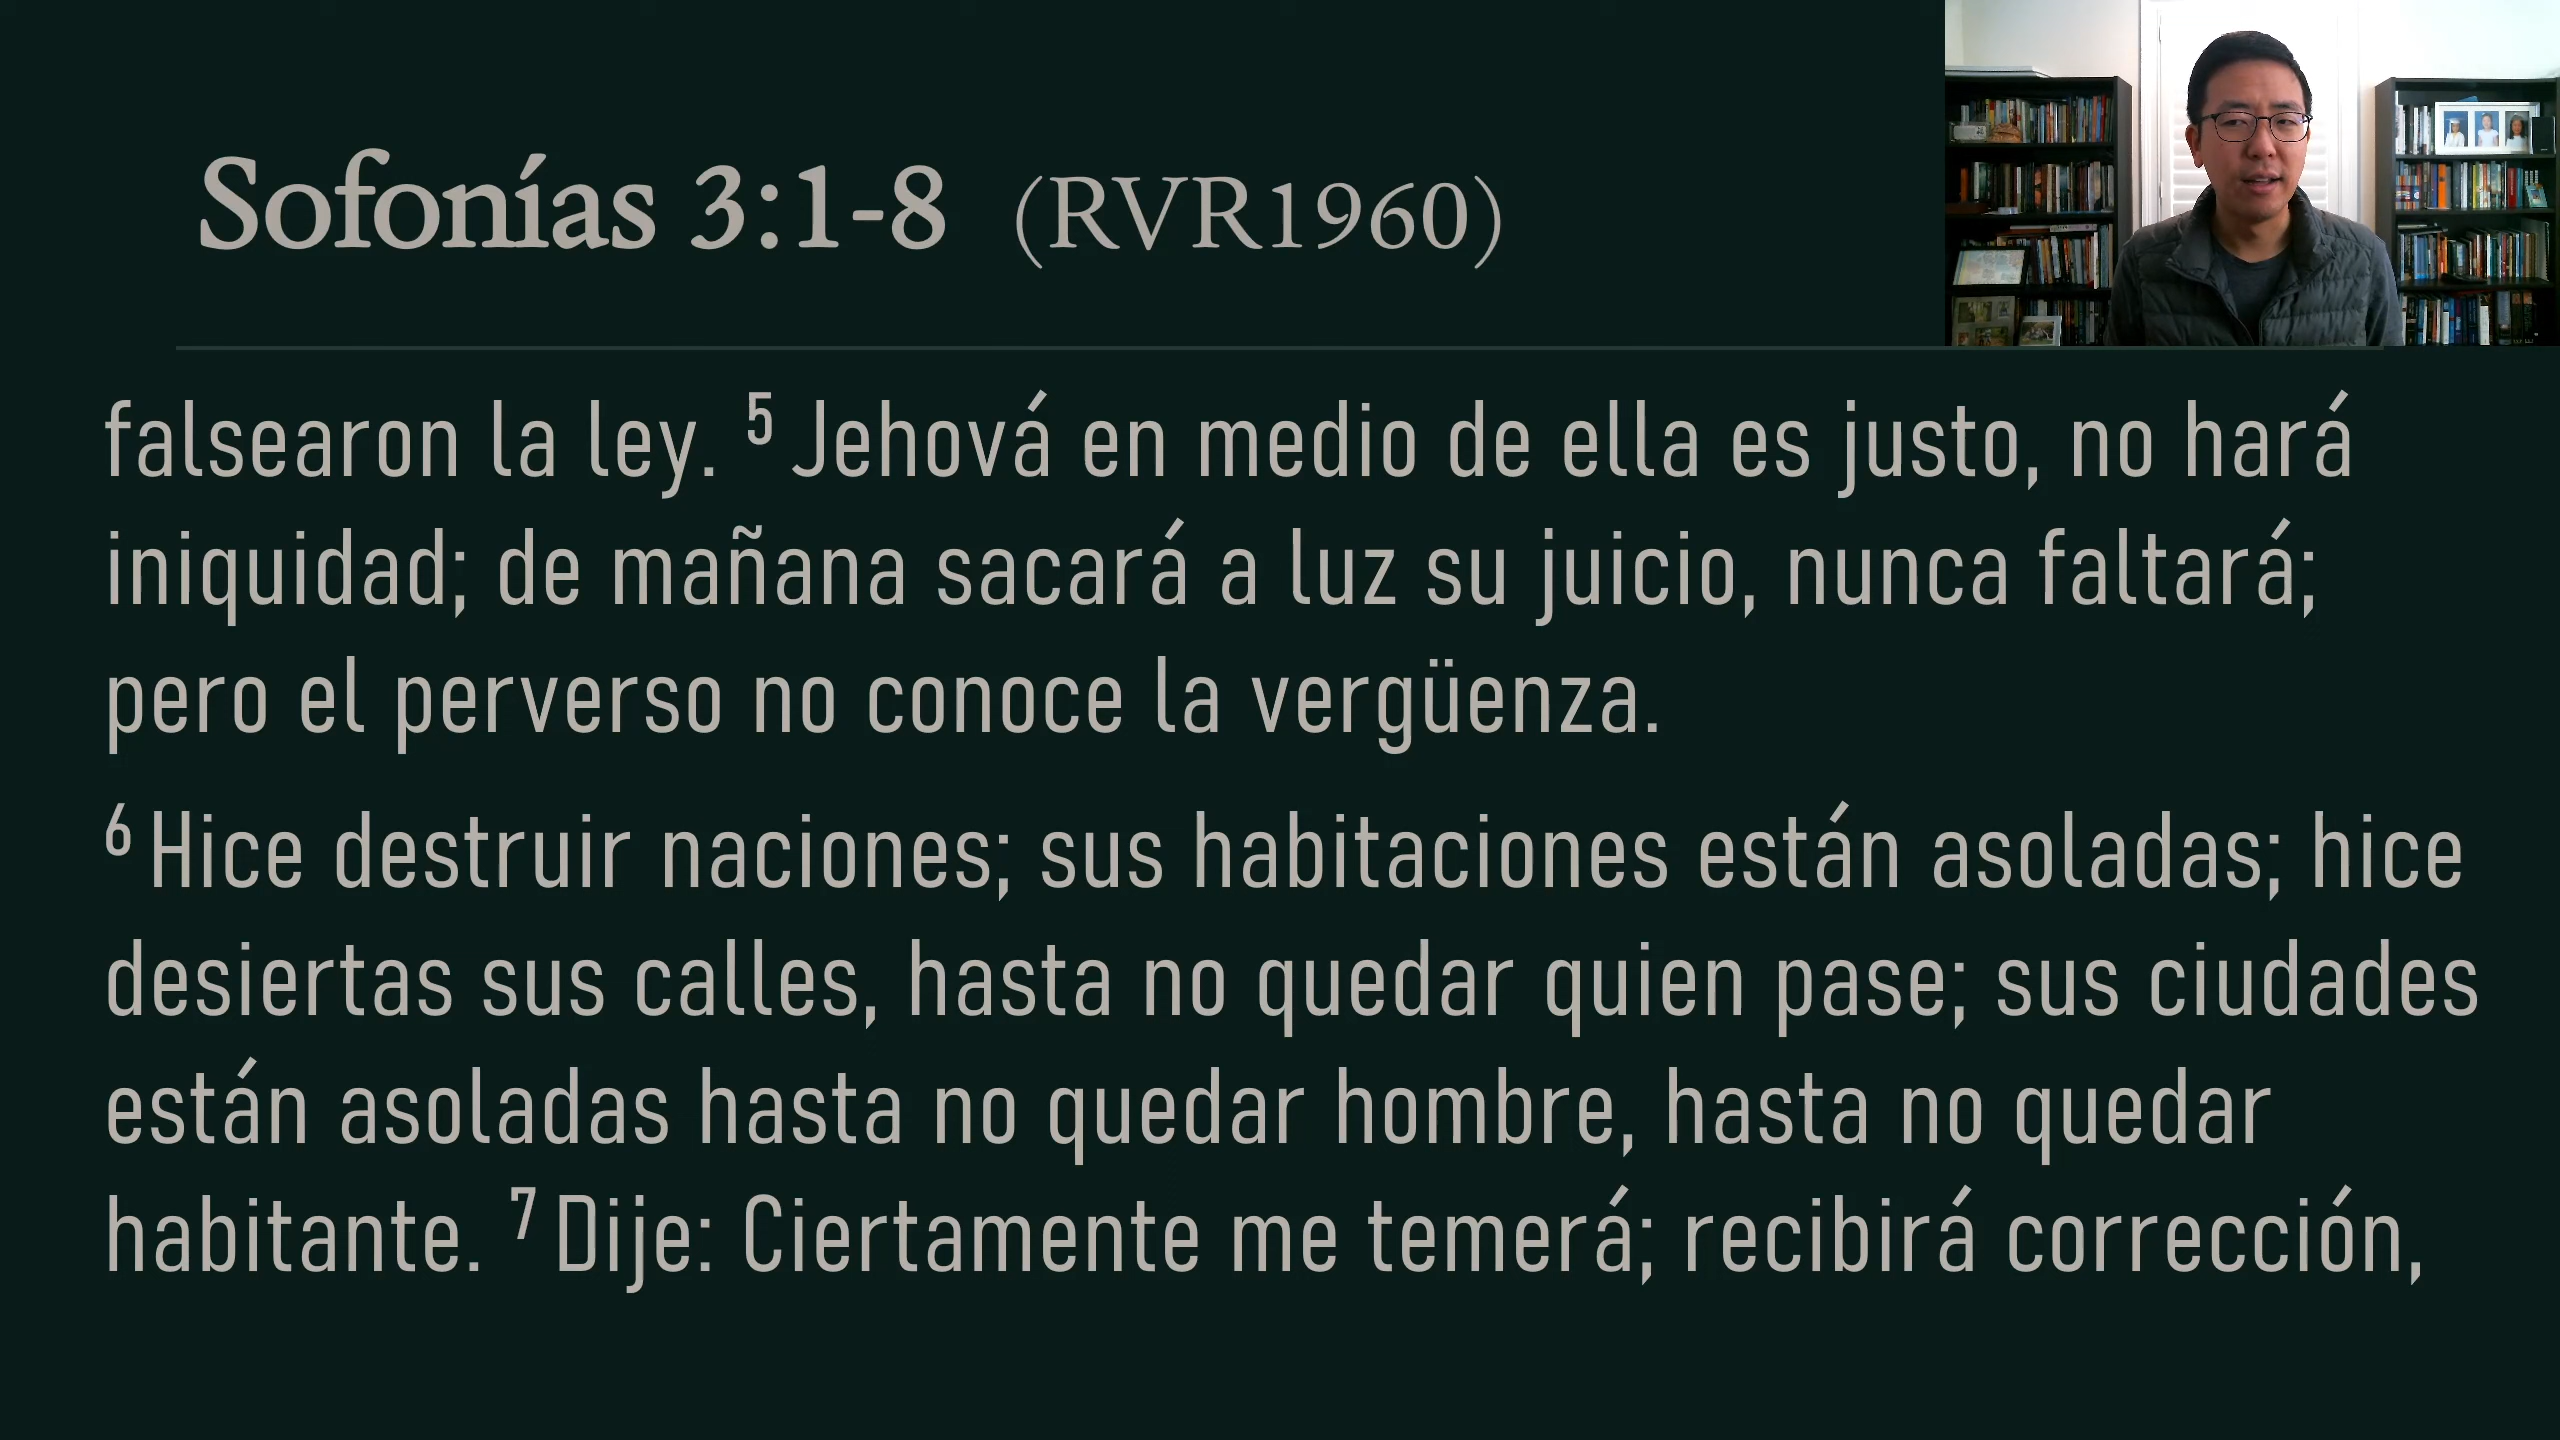 Sofonías 3:1-8 (RVR1960)
falsearon la ley. 5 Jehová en medio de ella es justo, no hará
iniquidad; de mañana sacará a luz su juicio, nunca faltará;
pero el perverso no conoce la vergüenza.
6 Hice destruir naciones; sus habitaciones están asoladas; hice
desiertas sus calles, hasta no quedar quien pase; sus ciudades
están asoladas hasta no quedar hombre, hasta no quedar
habitante. 7 Dije: Ciertamente me temerá; recibirá corrección,